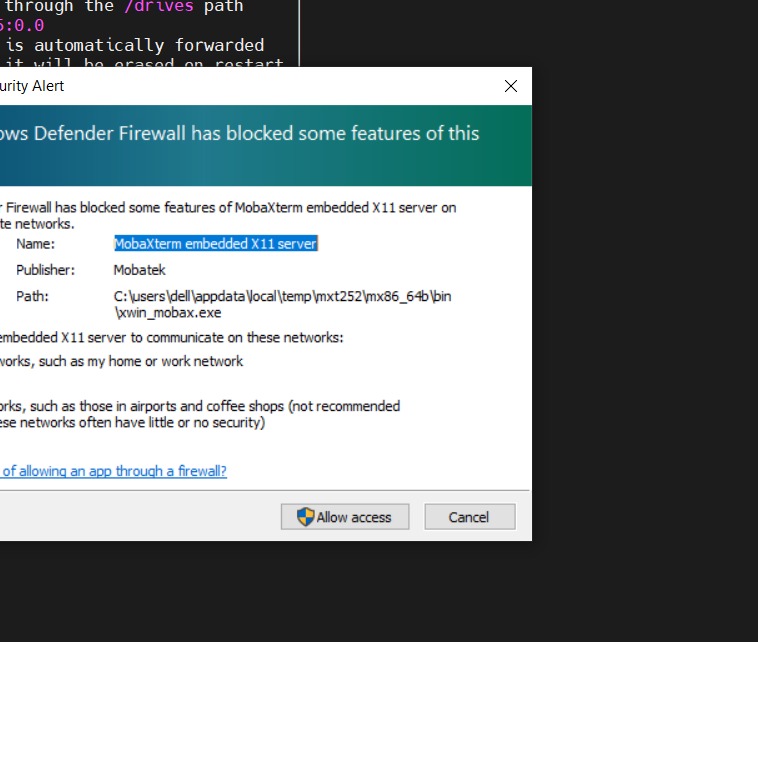 through the /drives path
5:0.0
is automatically forwarded
it will be erased on restart
urity Alert
ows Defender Firewall has blocked some features of this
r Firewall has blocked some features of MobaXterm embedded X11 server on
te networks.
Name: MobaXterm embedded X11 server
Publisher: Mobatek
Path: C:\users\dell\appdata\local\temp\mxt252\mx86_64b\bin
\xwin_mobax.exe
embedded X11 server to communicate on these networks:
works, such as my home or work network
orks, such as those in airports and coffee shops (not recommended
ese networks often have little or no security)
of allowing an app through a firewall?
Allow access Cancel